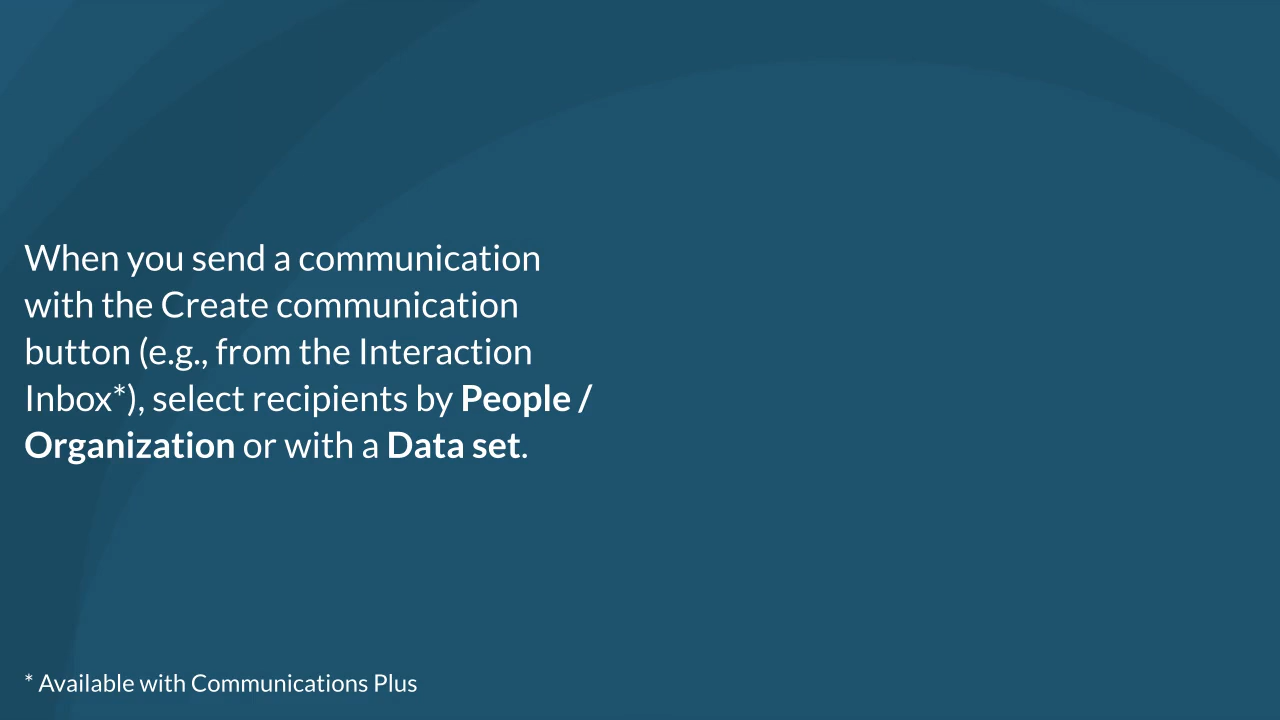 When you send a communication
with the Create communication
button (e.g., from the Interaction
Inbox*), select recipients by People /
Organization or with a Data set.
* Available with Communications Plus